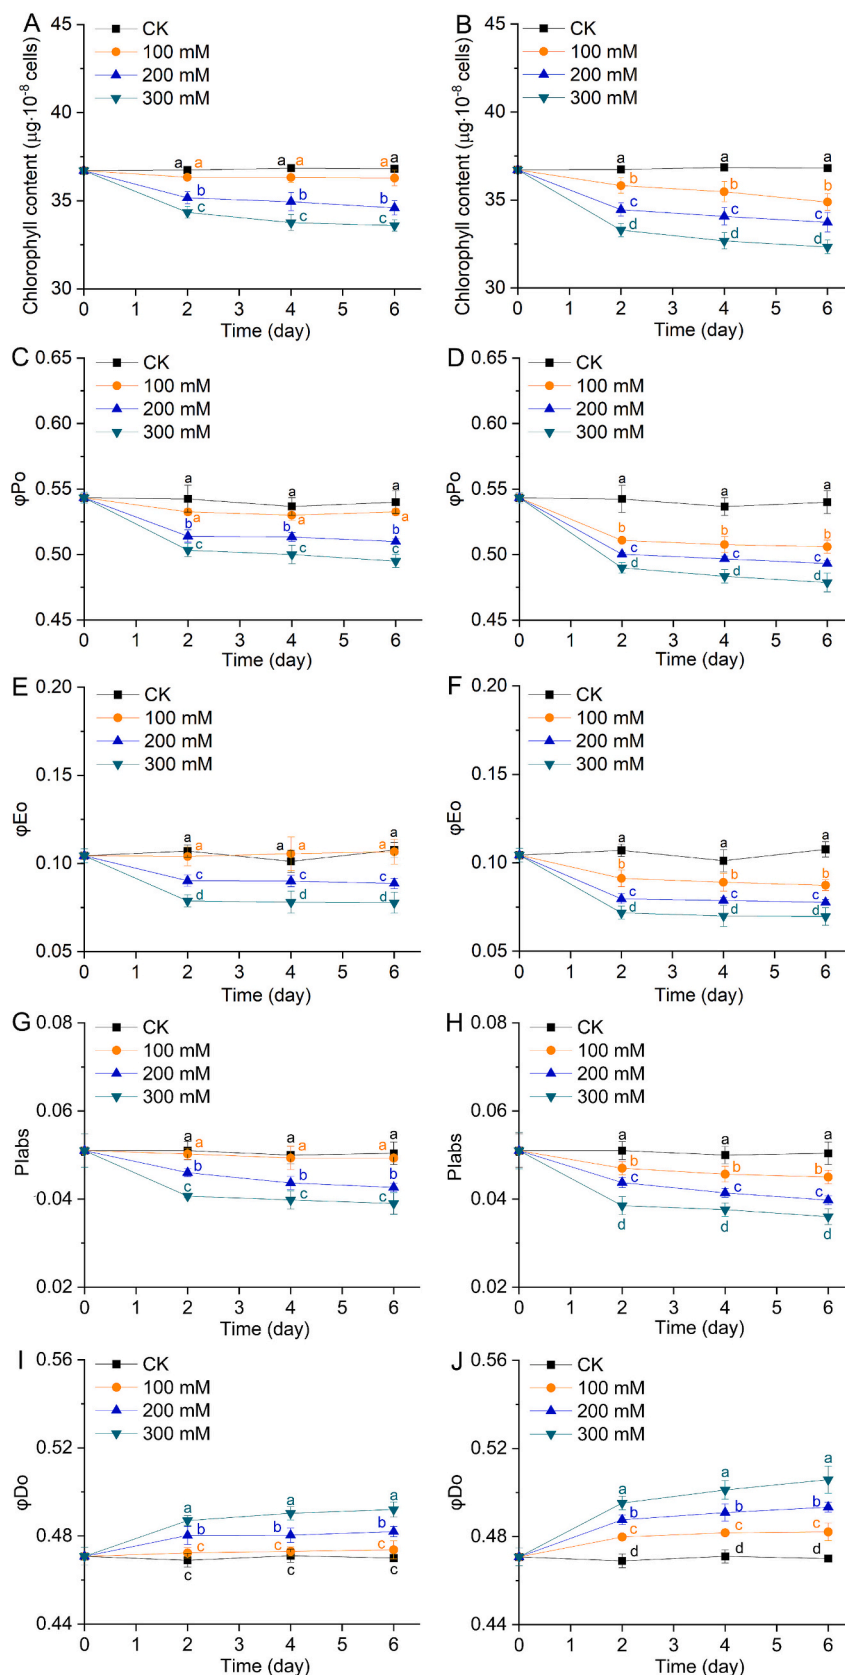 A
45
40
35
30
Chlorophyll content (μg·10⁻⁸ cells)
CK
100 mM
200 mM
300 mM
a a a a a a
b b b
c c c
0 1 2 3 4 5 6
Time (day)
B
45
40
35
30
Chlorophyll content (μg·10⁻⁸ cells)
CK
100 mM
200 mM
300 mM
a a a
b b b
c c c
d d d
0 1 2 3 4 5 6
Time (day)
C
0.65
0.60
0.55
0.50
0.45
φPo
CK
100 mM
200 mM
300 mM
a a a
a a a
b b b
c c c
0 1 2 3 4 5 6
Time (day)
D
0.65
0.60
0.55
0.50
0.45
φPo
CK
100 mM
200 mM
300 mM
a a a
b b b
c c c
d d d
0 1 2 3 4 5 6
Time (day)
E
0.20
0.15
0.10
0.05
φEo
CK
100 mM
200 mM
300 mM
a a a a a a
c c c
d d d
0 1 2 3 4 5 6
Time (day)
F
0.20
0.15
0.10
0.05
φEo
CK
100 mM
200 mM
300 mM
a a a
b b b
c c c
d d d
0 1 2 3 4 5 6
Time (day)
G
0.08
0.06
0.04
0.02
PIabs
CK
100 mM
200 mM
300 mM
a a a a a a
b b b
c c c
0 1 2 3 4 5 6
Time (day)
H
0.08
0.06
0.04
0.02
PIabs
CK
100 mM
200 mM
300 mM
a a a
b b b
c c c
d d d
0 1 2 3 4 5 6
Time (day)
I
0.56
0.52
0.48
0.44
φDo
CK
100 mM
200 mM
300 mM
a a a
b b b
c c c
c c c
0 1 2 3 4 5 6
Time (day)
J
0.56
0.52
0.48
0.44
φDo
CK
100 mM
200 mM
300 mM
a a a
b b b
c c c
d d d
0 1 2 3 4 5 6
Time (day)